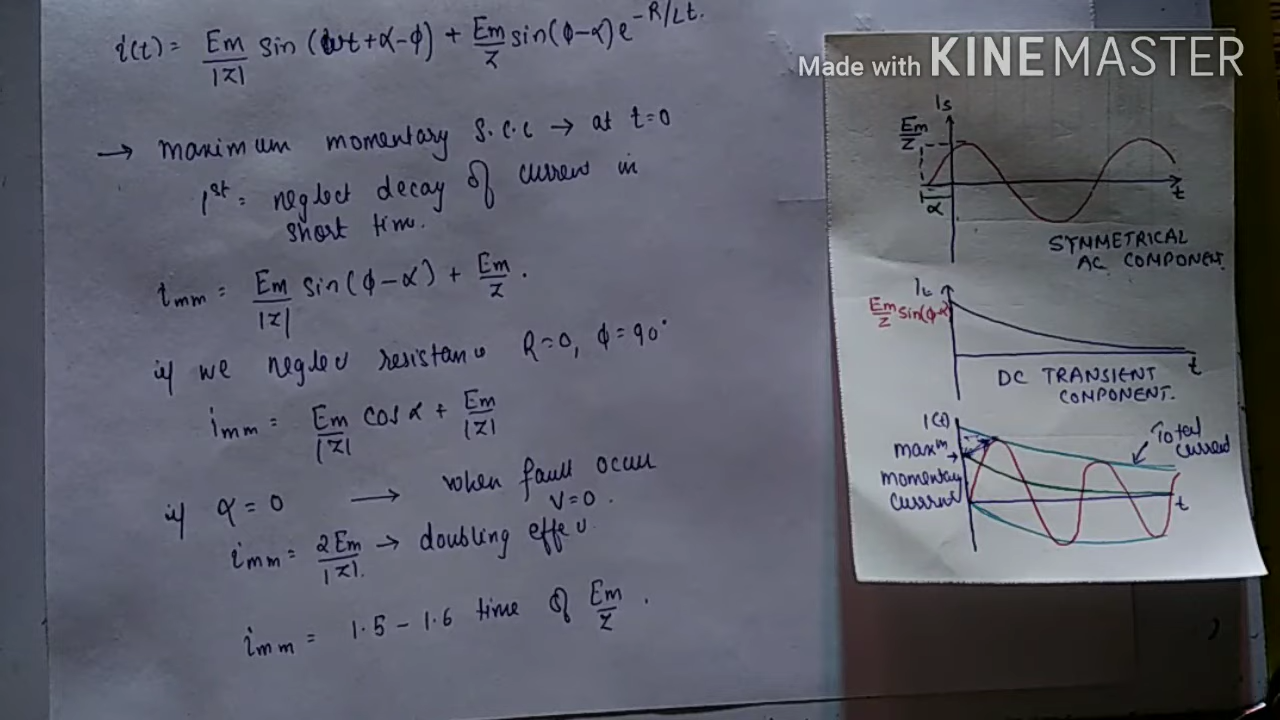 i(t) = Em/|Z| sin(ωt+α-ϕ) + Em/Z sin(ϕ-α) e^-R/Lt.
→ maximum momentary S.C.C → at t=0
1st = neglect decay of current in
short time.
imm = Em/|Z| sin(ϕ-α) + Em/Z .
if we neglect resistance R=0, ϕ=90°
imm = Em/|Z| cos α + Em/|Z|
if α = 0 → when fault occur
V=0 .
imm = 2Em/|Z|. → doubling effect.
imm = 1.5 - 1.6 time of Em/Z .
Made with KINEMASTER
Is
Em/Z
α
t
SYMMETRICAL
AC COMPONENT.
It
Em/Z sin(ϕ-α)
t
DC TRANSIENT
COMPONENT.
I(t)
maxm
momentary
current
Total
current
t